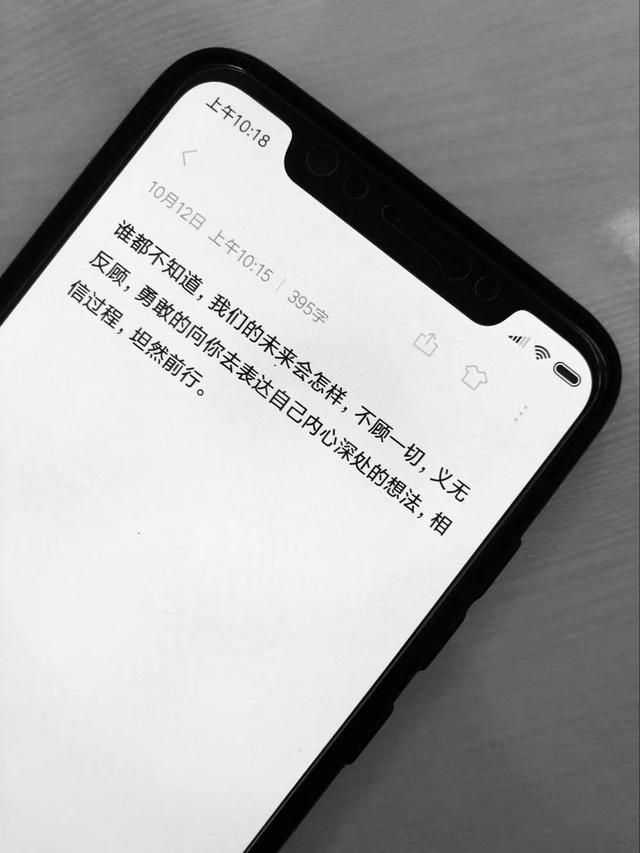 上午10:18
10月12日 上午10:15 | 395字
谁都不知道，我们的未来会怎样，不顾一切，义无
反顾，勇敢的向你去表达自己内心深处的想法，相
信过程，坦然前行。